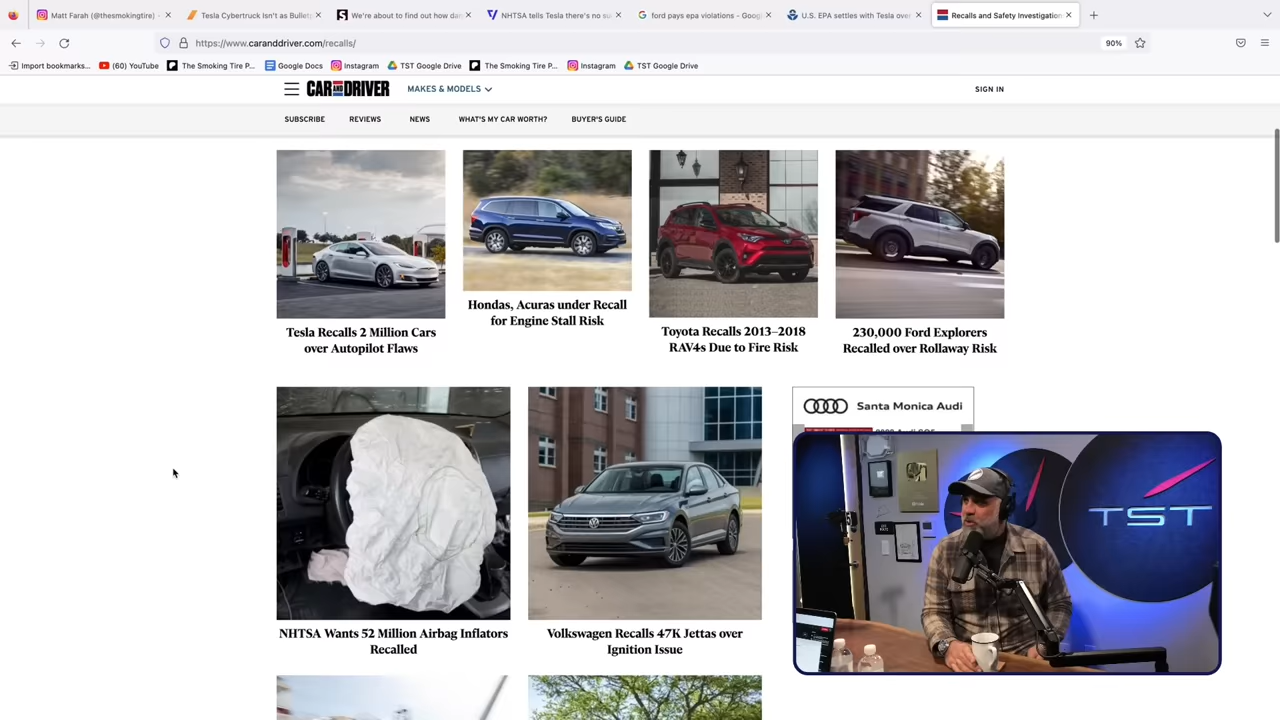 Matt Farah (@thesmokingtire) •
Tesla Cybertruck Isn't as Bullet
We're about to find out how dan
NHTSA tells Tesla there's no su
ford pays epa violations - Goog
U.S. EPA settles with Tesla over
Recalls and Safety Investigation
https://www.caranddriver.com/recalls/
90%
Import bookmarks...
(60) YouTube
The Smoking Tire P...
Google Docs
Instagram
TST Google Drive
The Smoking Tire P...
Instagram
TST Google Drive
CAR AND DRIVER
MAKES & MODELS
SIGN IN
SUBSCRIBE
REVIEWS
NEWS
WHAT'S MY CAR WORTH?
BUYER'S GUIDE
Tesla Recalls 2 Million Cars
over Autopilot Flaws
Hondas, Acuras under Recall
for Engine Stall Risk
Toyota Recalls 2013–2018
RAV4s Due to Fire Risk
230,000 Ford Explorers
Recalled over Rollaway Risk
Santa Monica Audi
NHTSA Wants 52 Million Airbag Inflators
Recalled
Volkswagen Recalls 47K Jettas over
Ignition Issue
TST